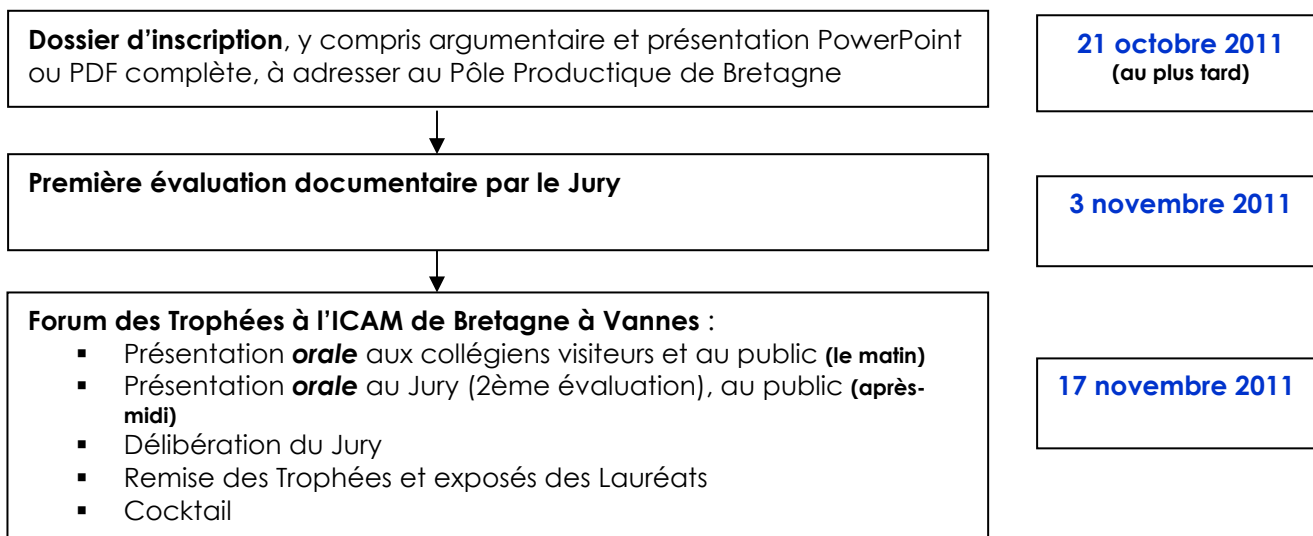 Dossier d'inscription, y compris argumentaire et présentation PowerPoint
ou PDF complète, à adresser au Pôle Productique de Bretagne
21 octobre 2011
(au plus tard)
Première évaluation documentaire par le Jury
3 novembre 2011
Forum des Trophées à l'ICAM de Bretagne à Vannes :
▪ Présentation orale aux collégiens visiteurs et au public (le matin)
▪ Présentation orale au Jury (2ème évaluation), au public (après-
midi)
▪ Délibération du Jury
▪ Remise des Trophées et exposés des Lauréats
▪ Cocktail
17 novembre 2011